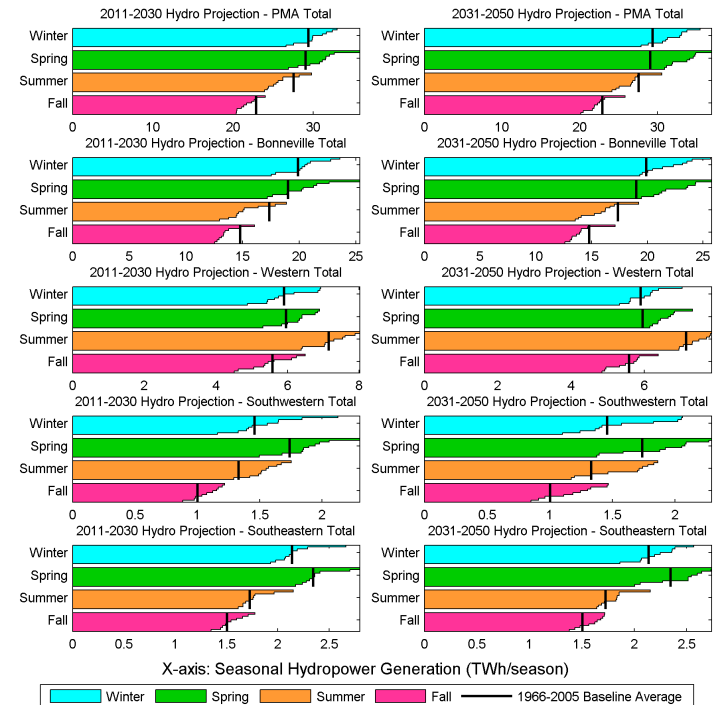 2011-2030 Hydro Projection - PMA Total
2031-2050 Hydro Projection - PMA Total
Winter
Spring
Summer
Fall
0 10 20 30
Winter
Spring
Summer
Fall
0 10 20 30
2011-2030 Hydro Projection - Bonneville Total
2031-2050 Hydro Projection - Bonneville Total
Winter
Spring
Summer
Fall
0 5 10 15 20 25
Winter
Spring
Summer
Fall
0 5 10 15 20 25
2011-2030 Hydro Projection - Western Total
2031-2050 Hydro Projection - Western Total
Winter
Spring
Summer
Fall
0 2 4 6 8
Winter
Spring
Summer
Fall
0 2 4 6
2011-2030 Hydro Projection - Southwestern Total
2031-2050 Hydro Projection - Southwestern Total
Winter
Spring
Summer
Fall
0 0.5 1 1.5 2
Winter
Spring
Summer
Fall
0 0.5 1 1.5 2
2011-2030 Hydro Projection - Southeastern Total
2031-2050 Hydro Projection - Southeastern Total
Winter
Spring
Summer
Fall
0 0.5 1 1.5 2 2.5
Winter
Spring
Summer
Fall
0 0.5 1 1.5 2 2.5
X-axis: Seasonal Hydropower Generation (TWh/season)
Winter Spring Summer Fall 1966-2005 Baseline Average